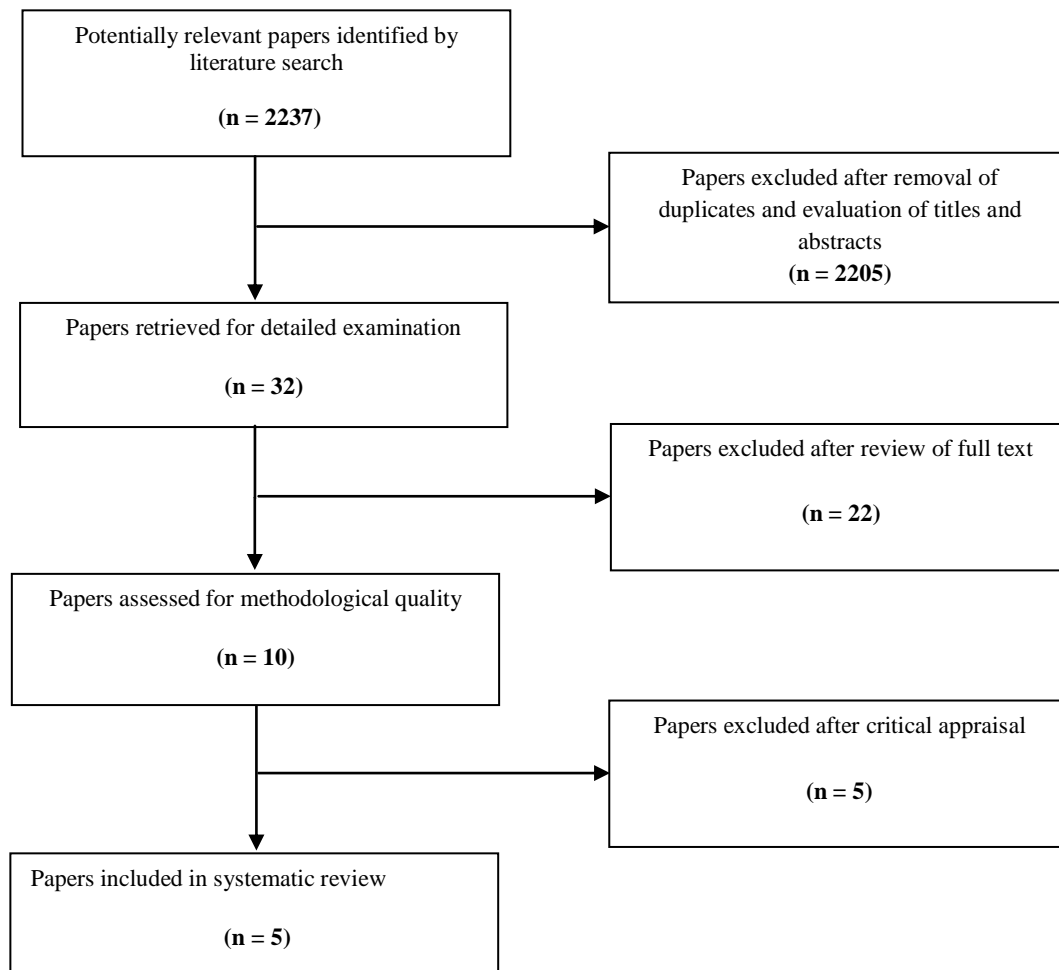 Potentially relevant papers identified by
literature search
(n = 2237)
Papers excluded after removal of
duplicates and evaluation of titles and
abstracts
(n = 2205)
Papers retrieved for detailed examination
(n = 32)
Papers excluded after review of full text
(n = 22)
Papers assessed for methodological quality
(n = 10)
Papers excluded after critical appraisal
(n = 5)
Papers included in systematic review
(n = 5)